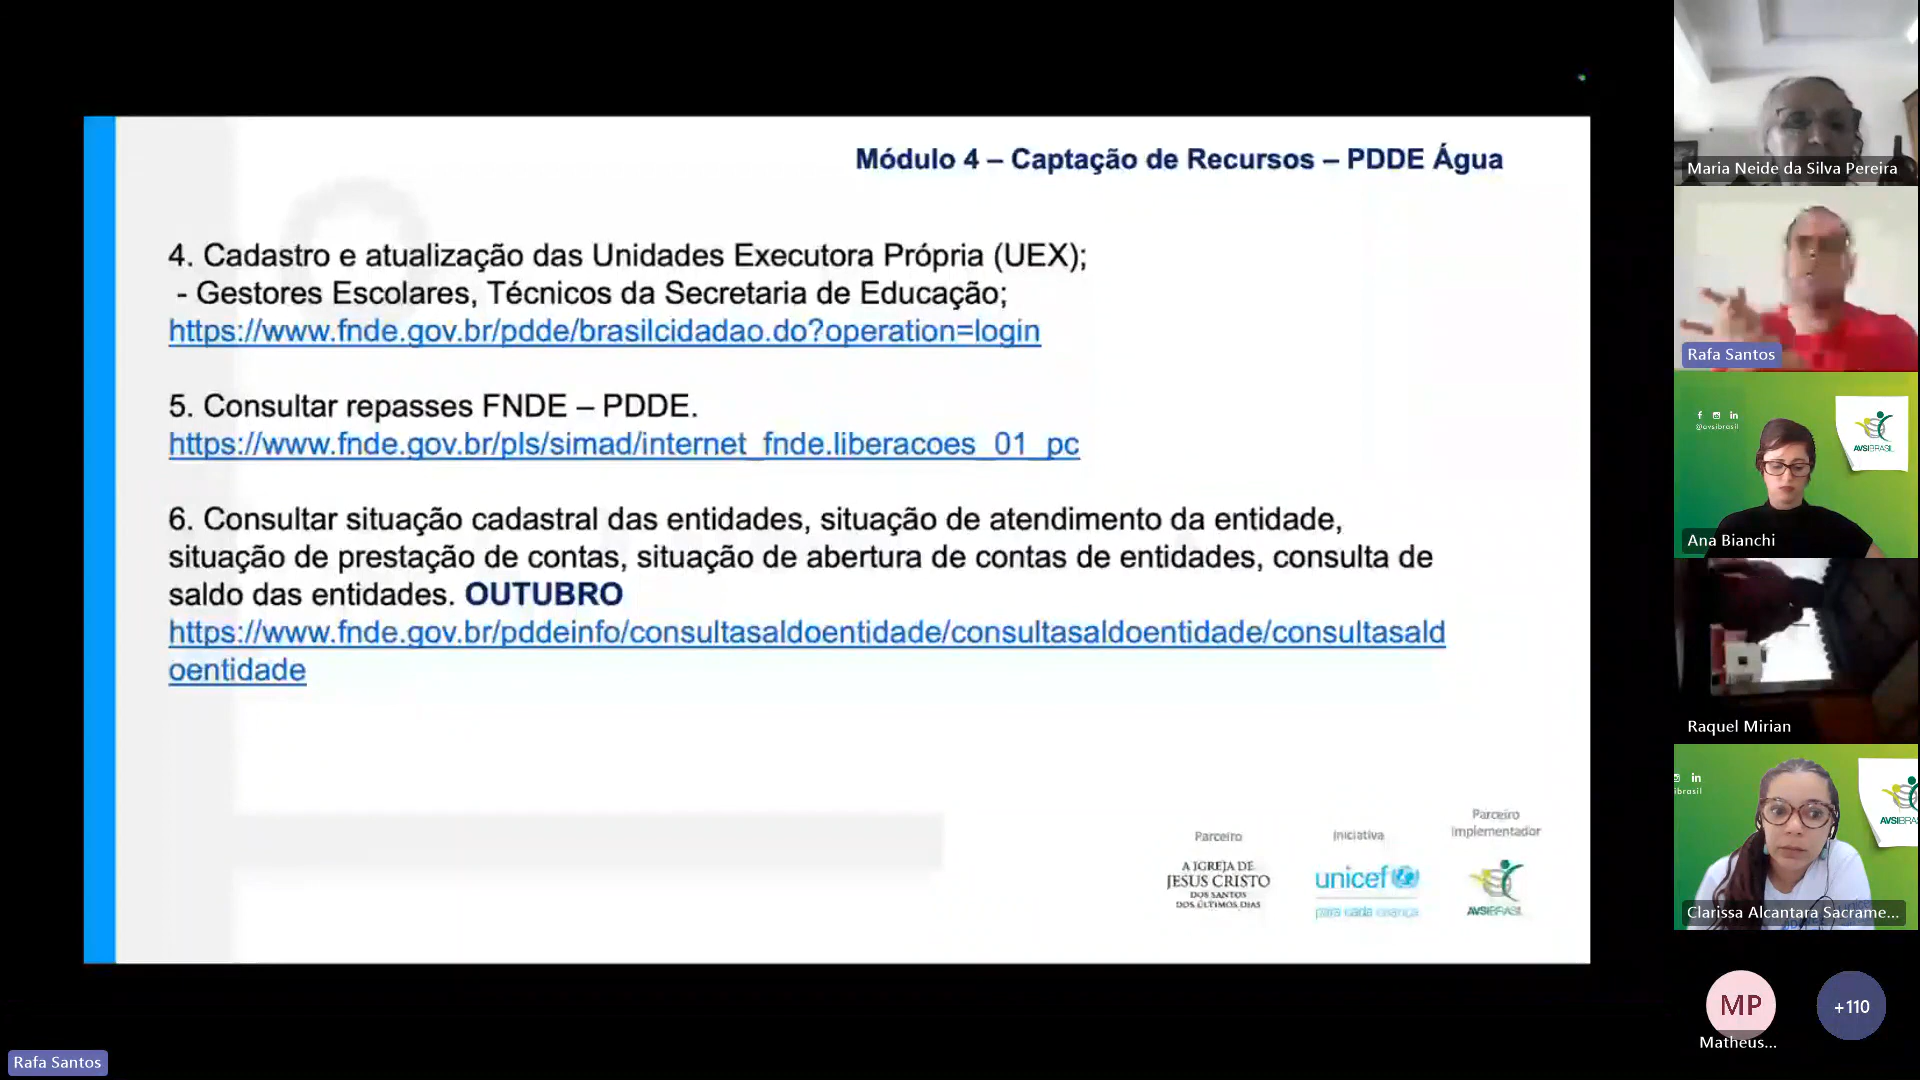 Módulo 4 – Captação de Recursos – PDDE Água
4. Cadastro e atualização das Unidades Executora Própria (UEX);
- Gestores Escolares, Técnicos da Secretaria de Educação;
https://www.fnde.gov.br/pdde/brasilcidadao.do?operation=login
5. Consultar repasses FNDE – PDDE.
https://www.fnde.gov.br/pls/simad/internet_fnde.liberacoes_01_pc
6. Consultar situação cadastral das entidades, situação de atendimento da entidade,
situação de prestação de contas, situação de abertura de contas de entidades, consulta de
saldo das entidades. OUTUBRO
https://www.fnde.gov.br/pddeinfo/consultasaldoentidade/consultasaldoentidade/consultasald
oentidade
Parceiro
A IGREJA DE
JESUS CRISTO
DOS SANTOS
DOS ÚLTIMOS DIAS
Iniciativa
unicef
para cada criança
Parceiro
Implementador
AVSIBRASIL
Rafa Santos
Maria Neide da Silva Pereira
Rafa Santos
@avsibrasil
AVSIBRASIL
Ana Bianchi
Raquel Mirian
ibrasil
AVSIBRAS
Clarissa Alcantara Sacrame...
MP
Matheus...
+110